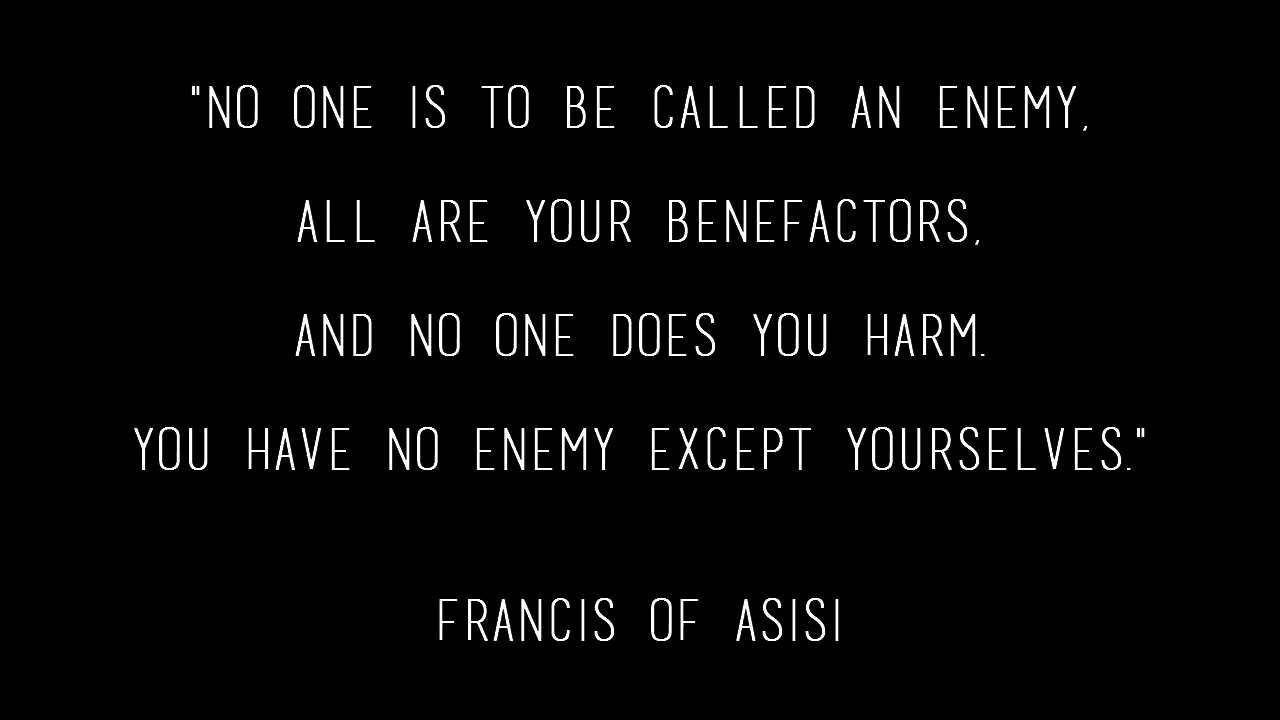 "NO ONE IS TO BE CALLED AN ENEMY,
ALL ARE YOUR BENEFACTORS,
AND NO ONE DOES YOU HARM.
YOU HAVE NO ENEMY EXCEPT YOURSELVES."
FRANCIS OF ASISI